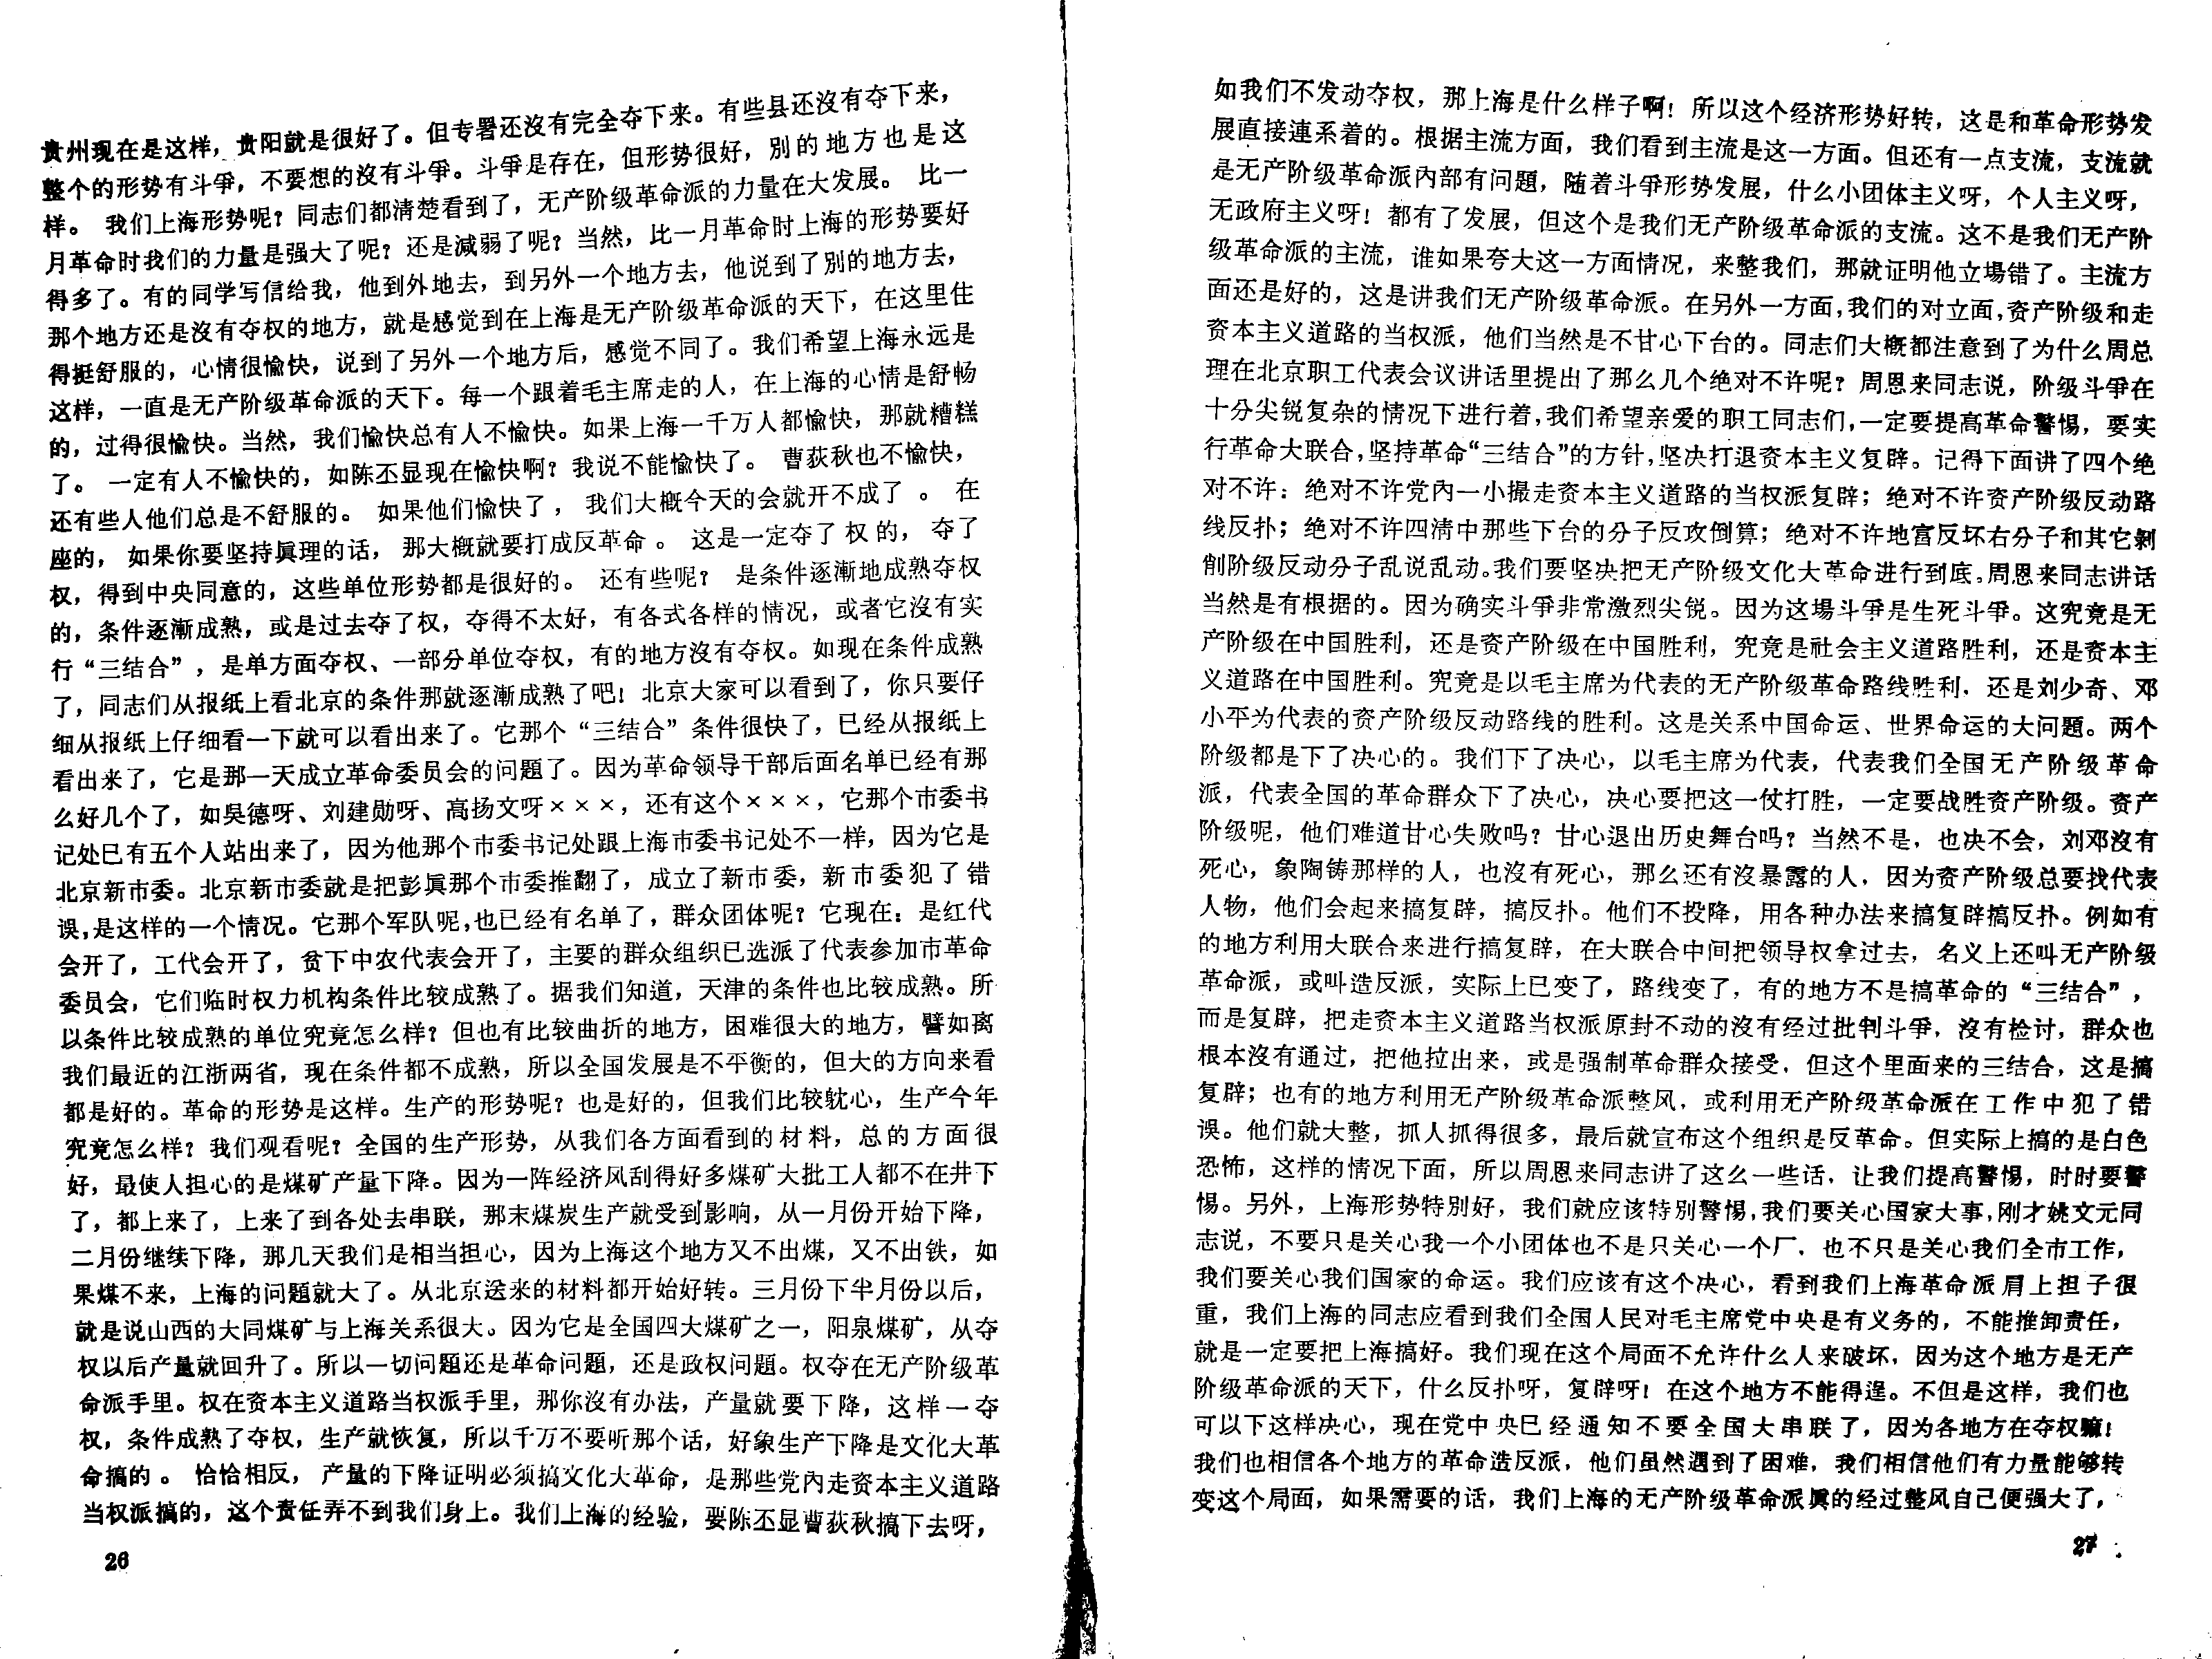 贵州现在是这样，贵阳就是很好了。但专署还沒有完全夺下来。有些县还沒有夺下来，
整个的形势有斗爭，不要想的沒有斗爭。斗爭是存在，但形势很好，別的地方也是这
样。 我们上海形势呢？同志们都清楚看到了，无产阶级革命派的力量在大发展。 比一
月革命时我们的力量是强大了呢？还是减弱了呢？当然，比一月革命时上海的形势要好
得多了。有的同学写信给我，他到外地去，到另外一个地方去，他说到了別的地方去，
那个地方还是沒有夺权的地方，就是感觉到在上海是无产阶级革命派的天下，在这里住
得挺舒服的，心情很愉快，说到了另外一个地方后，感觉不同了。我们希望上海永远是
这样，一直是无产阶级革命派的天下。每一个跟着毛主席走的人，在上海的心情是舒畅
的，过得很愉快。当然，我们愉快总有人不愉快。如果上海一千万人都愉快，那就糟糕
了。 一定有人不愉快的，如陈丕显现在愉快啊？我说不能愉快了。 曹荻秋也不愉快，
还有些人他们总是不舒服的。 如果他们愉快了， 我们大概今天的会就开不成了。 在
座的， 如果你要坚持眞理的话， 那大概就要打成反革命。 这是一定夺了权的， 夺了
权，得到中央同意的，这些单位形势都是很好的。 还有些呢？ 是条件逐渐地成熟夺权
的，条件逐渐成熟，或是过去夺了权，夺得不太好，有各式各样的情况，或者它沒有实
行“三结合”，是单方面夺权、一部分单位夺权，有的地方沒有夺权。如现在条件成熟
了，同志们从报纸上看北京的条件那就逐渐成熟了吧！北京大家可以看到了，你只要仔
细从报纸上仔细看一下就可以看出来了。它那个“三结合”条件很快了，已经从报纸上
看出来了，它是那一天成立革命委员会的问题了。因为革命领导干部后面名单已经有那
么好几个了，如吳德呀、刘建勋呀、高扬文呀×××，还有这个×××，它那个市委书
记处已有五个人站出来了，因为他那个市委书记处跟上海市委书记处不一样，因为它是
北京新市委。北京新市委就是把彭眞那个市委推翻了，成立了新市委，新市委犯了错
误，是这样的一个情况。它那个军队呢，也已经有名单了，群众团体呢？它现在：是红代
会开了，工代会开了，贫下中农代表会开了，主要的群众组织已选派了代表参加市革命
委员会，它们临时权力机构条件比较成熟了。据我们知道，天津的条件也比较成熟。所
以条件比较成熟的单位究竟怎么样？但也有比较曲折的地方，困难很大的地方，譬如离
我们最近的江浙两省，现在条件都不成熟，所以全国发展是不平衡的，但大的方向来看
都是好的。革命的形势是这样。生产的形势呢？也是好的，但我们比较躭心，生产今年
究竟怎么样？我们观看呢？全国的生产形势，从我们各方面看到的材料，总的方面很
好，最使人担心的是煤矿产量下降。因为一阵经济风刮得好多煤矿大批工人都不在井下
了，都上来了，上来了到各处去串联，那末煤炭生产就受到影响，从一月份开始下降，
二月份继续下降，那几天我们是相当担心，因为上海这个地方又不出煤，又不出铁，如
果煤不来，上海的问題就大了。从北京送来的材料都开始好转。三月份下半月份以后，
就是说山西的大同煤矿与上海关系很大。因为它是全国四大煤矿之一，阳泉煤矿，从夺
权以后产量就回升了。所以一切问題还是革命问題，还是政权问題。权夺在无产阶级革
命派手里。权在资本主义道路当权派手里，那你沒有办法，产量就要下降，这样一夺
权，条件成熟了夺权，生产就恢复，所以千万不要听那个话，好象生产下降是文化大革
命搞的。 恰恰相反， 产量的下降证明必须搞文化大革命，是那些党內走资本主义道路
当权派搞的，这个责任弄不到我们身上。我们上海的经验，要陈丕显曹荻秋搞下去呀，
26
如我们不发动夺权，那上海是什么样子啊！所以这个经济形势好转，这是和革命形势发
展直接連系着的。根据主流方面，我们看到主流是这一方面。但还有一点支流，支流就
是无产阶级革命派內部有问題，随着斗爭形势发展，什么小团体主义呀，个人主义呀，
无政府主义呀！都有了发展，但这个是我们无产阶级革命派的支流。这不是我们无产阶
级革命派的主流，谁如果夸大这一方面情况，来整我们，那就证明他立場错了。主流方
面还是好的，这是讲我们无产阶级革命派。在另外一方面，我们的对立面，资产阶级和走
资本主义道路的当权派，他们当然是不甘心下台的。同志们大概都注意到了为什么周总
理在北京职工代表会议讲话里提出了那么几个绝对不许呢？周恩来同志说，阶级斗爭在
十分尖锐复杂的情况下进行着，我们希望亲爱的职工同志们，一定要提高革命警惕，要实
行革命大联合，坚持革命“三结合”的方针，坚决打退资本主义复辟。记得下面讲了四个绝
对不许：绝对不许党內一小撮走资本主义道路的当权派复辟；绝对不许资产阶级反动路
线反扑；绝对不许四清中那些下台的分子反攻倒算；绝对不许地富反坏右分子和其它剝
削阶级反动分子乱说乱动。我们要坚决把无产阶级文化大革命进行到底。周恩来同志讲话
当然是有根据的。因为确实斗爭非常激烈尖锐。因为这場斗爭是生死斗爭。这究竟是无
产阶级在中国胜利，还是资产阶级在中国胜利，究竟是社会主义道路胜利，还是资本主
义道路在中国胜利。究竟是以毛主席为代表的无产阶级革命路线胜利，还是刘少奇、邓
小平为代表的资产阶级反动路线的胜利。这是关系中国命运、世界命运的大问題。两个
阶级都是下了决心的。我们下了决心，以毛主席为代表，代表我们全国无产阶级革命
派，代表全国的革命群众下了决心，决心要把这一仗打胜，一定要战胜资产阶级。资产
阶级呢，他们难道甘心失败吗？甘心退出历史舞台吗？当然不是，也决不会，刘邓沒有
死心，象陶铸那样的人，也沒有死心，那么还有沒暴露的人，因为资产阶级总要找代表
人物，他们会起来搞复辟，搞反扑。他们不投降，用各种办法来搞复辟搞反扑。例如有
的地方利用大联合来进行搞复辟，在大联合中间把领导权拿过去，名义上还叫无产阶级
革命派，或叫造反派，实际上已变了，路线变了，有的地方不是搞革命的“三结合”，
而是复辟，把走资本主义道路当权派原封不动的沒有经过批判斗爭，沒有检讨，群众也
根本沒有通过，把他拉出来，或是强制革命群众接受，但这个里面来的三结合，这是搞
复辟；也有的地方利用无产阶级革命派整风，或利用无产阶级革命派在工作中犯了错
误。他们就大整，抓人抓得很多，最后就宣布这个组织是反革命。但实际上搞的是白色
恐怖，这样的情况下面，所以周恩来同志讲了这么一些话，让我们提高警惕，时时要警
惕。另外，上海形势特別好，我们就应该特別警惕，我们要关心国家大事，刚才姚文元同
志说，不要只是关心我一个小团体也不是只关心一个厂，也不只是关心我们全市工作，
我们要关心我们国家的命运。我们应该有这个决心，看到我们上海革命派肩上担子很
重，我们上海的同志应看到我们全国人民对毛主席党中央是有义务的，不能推卸责任，
就是一定要把上海搞好。我们现在这个局面不允许什么人来破坏，因为这个地方是无产
阶级革命派的天下，什么反扑呀，复辟呀！在这个地方不能得逞。不但是这样，我们也
可以下这样决心，现在党中央已经通知不要全国大串联了，因为各地方在夺权嘛！
我们也相信各个地方的革命造反派，他们虽然遇到了困难，我们相信他们有力量能够转
变这个局面，如果需要的话，我们上海的无产阶级革命派眞的经过整风自己便强大了，
27